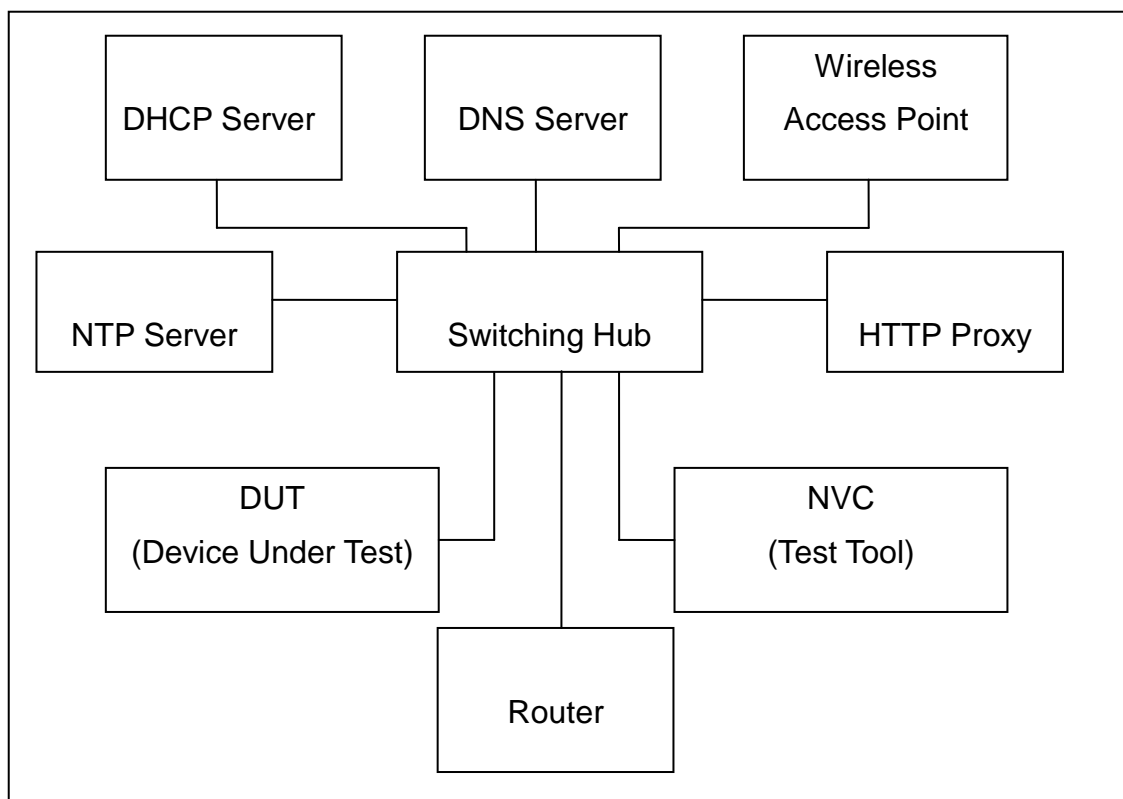 DHCP Server
DNS Server
Wireless
Access Point
NTP Server
Switching Hub
HTTP Proxy
DUT
(Device Under Test)
NVC
(Test Tool)
Router